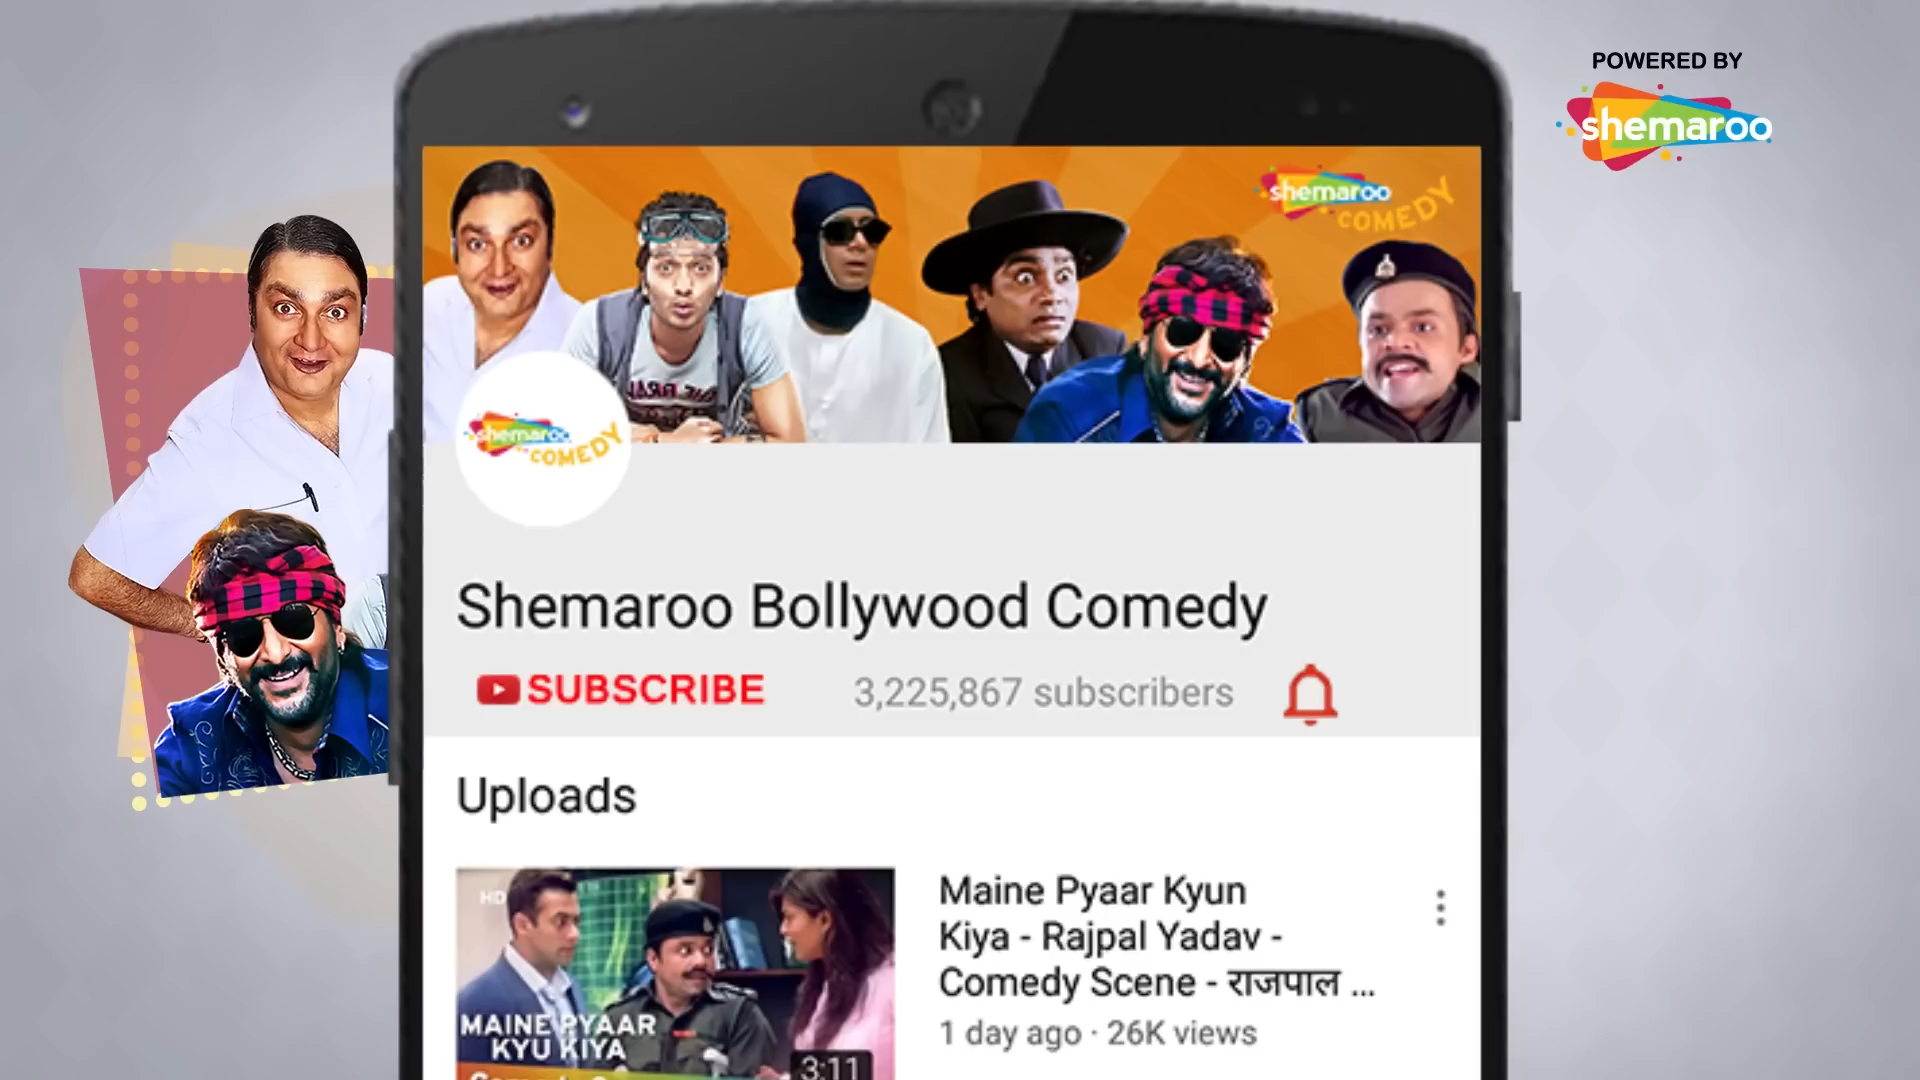 POWERED BY
shemaroo
shemaroo
COMEDY
shemaroo
COMEDY
Shemaroo Bollywood Comedy
SUBSCRIBE
3,225,867 subscribers
Uploads
HD
MAINE PYAAR
KYU KIYA
3:11
Maine Pyaar Kyun
Kiya - Rajpal Yadav -
Comedy Scene - राजपाल ...
1 day ago · 26K views